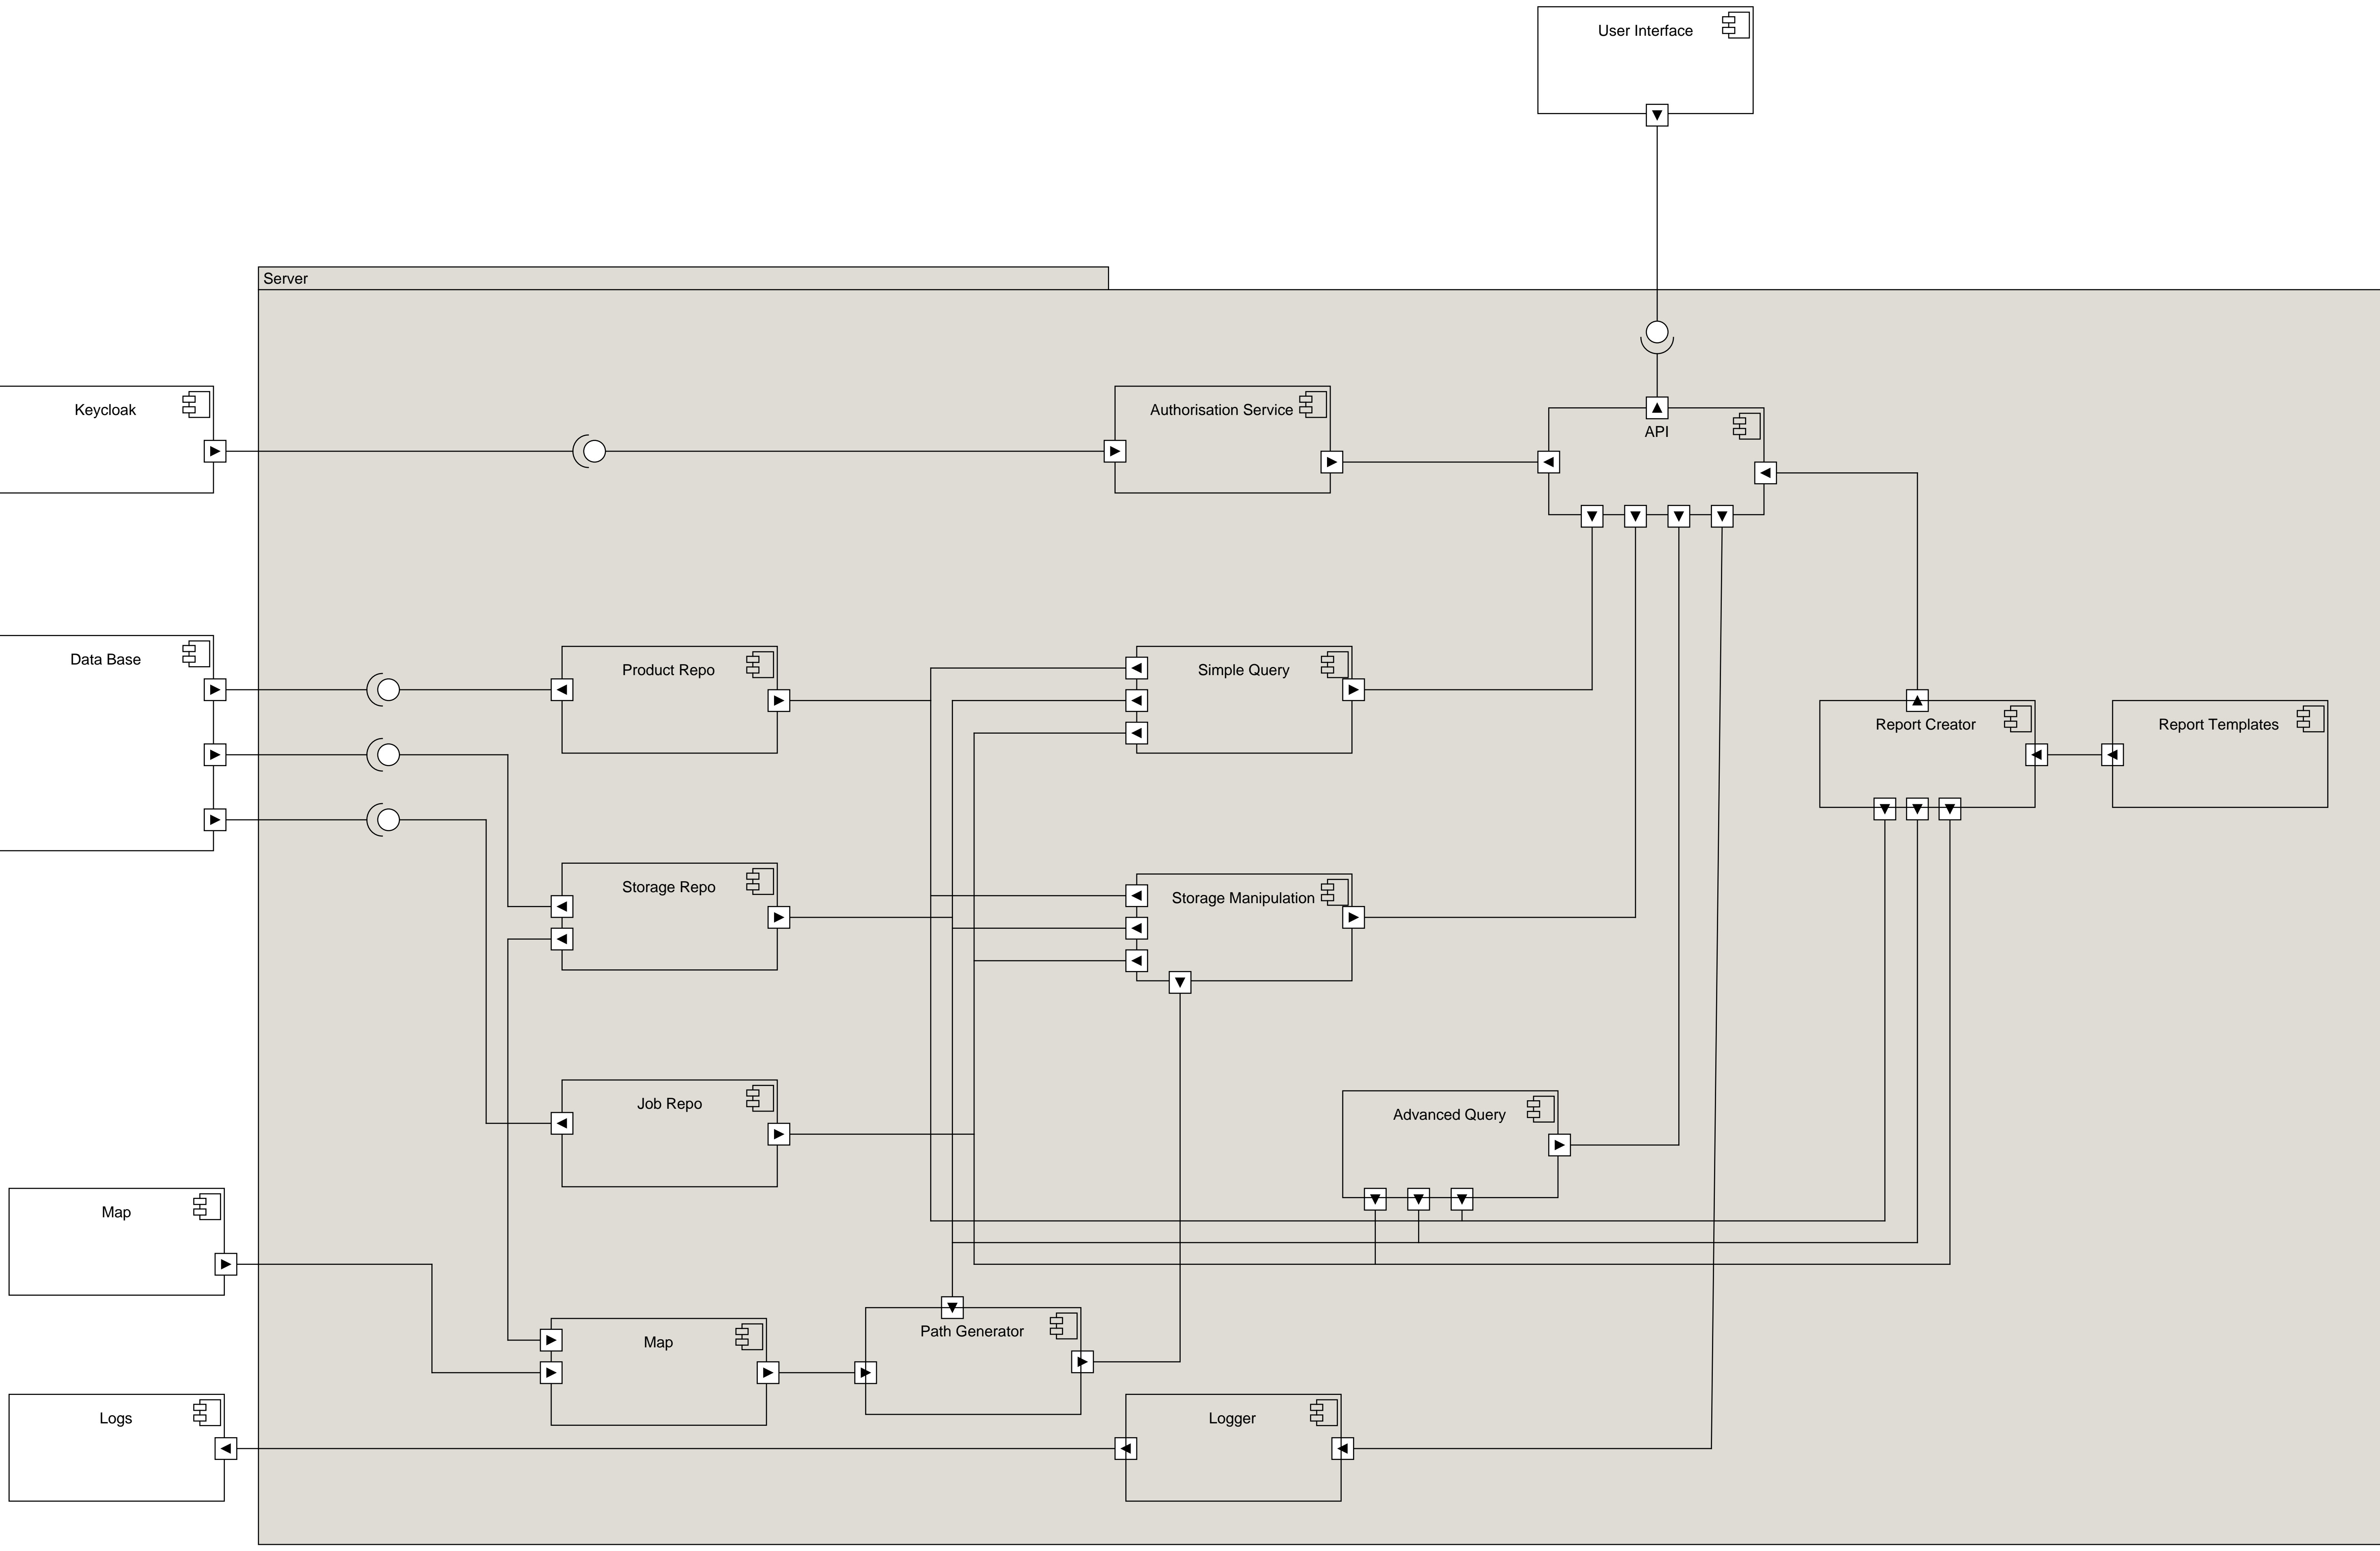 User Interface
Server
Keycloak
Authorisation Service
API
Data Base
Product Repo
Simple Query
Report Creator
Report Templates
Storage Repo
Storage Manipulation
Job Repo
Advanced Query
Map
Map
Path Generator
Logs
Logger